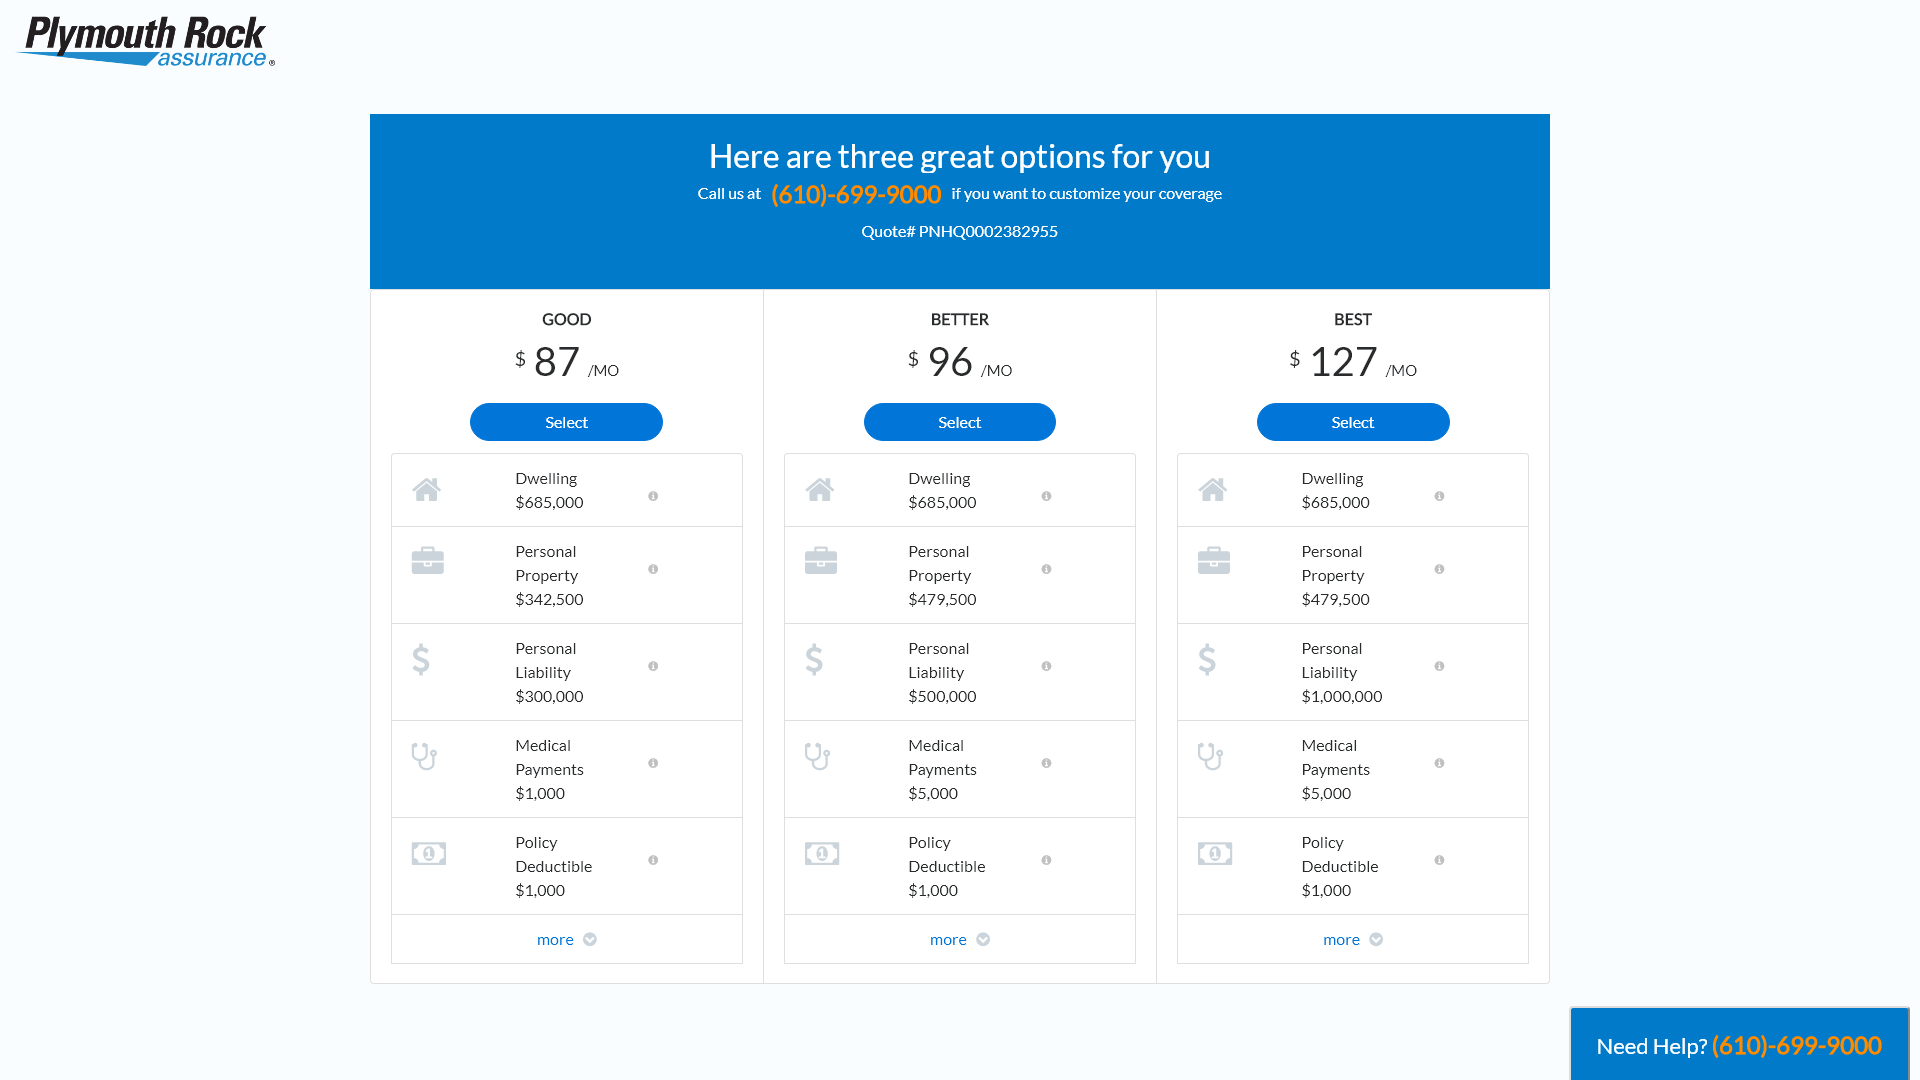 Plymouth Rock
assurance®
Here are three great options for you
Call us at (610)-699-9000 if you want to customize your coverage
Quote# PNHQ0002382955
GOOD
$ 87 /MO
Select
Dwelling
$685,000
Personal
Property
$342,500
Personal
Liability
$300,000
Medical
Payments
$1,000
Policy
Deductible
$1,000
more
BETTER
$ 96 /MO
Select
Dwelling
$685,000
Personal
Property
$479,500
Personal
Liability
$500,000
Medical
Payments
$5,000
Policy
Deductible
$1,000
more
BEST
$ 127 /MO
Select
Dwelling
$685,000
Personal
Property
$479,500
Personal
Liability
$1,000,000
Medical
Payments
$5,000
Policy
Deductible
$1,000
more
Need Help? (610)-699-9000